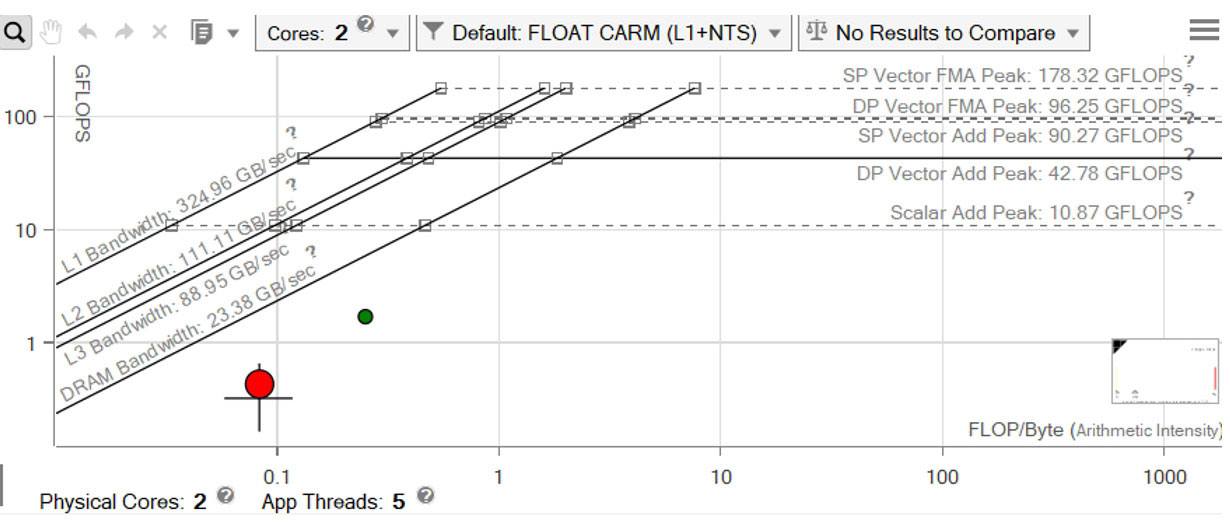 Cores: 2 ?
Default: FLOAT CARM (L1+NTS)
No Results to Compare
GFLOPS
100
10
1
L1 Bandwidth: 324.96 GB/sec ?
L2 Bandwidth: 111.11 GB/sec ?
L3 Bandwidth: 88.95 GB/sec ?
DRAM Bandwidth: 23.38 GB/sec ?
SP Vector FMA Peak: 178.32 GFLOPS ?
DP Vector FMA Peak: 96.25 GFLOPS ?
SP Vector Add Peak: 90.27 GFLOPS ?
DP Vector Add Peak: 42.78 GFLOPS ?
Scalar Add Peak: 10.87 GFLOPS ?
FLOP/Byte (Arithmetic Intensity)
0.1 1 10 100 1000
Physical Cores: 2 ? App Threads: 5 ?